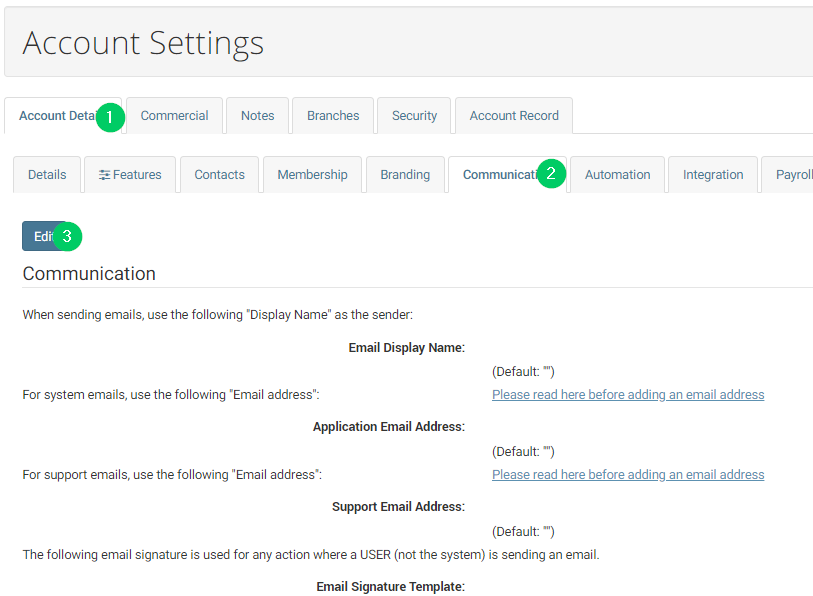 Account Settings
Account Detai 1 Commercial Notes Branches Security Account Record
Details Features Contacts Membership Branding Communicati 2 Automation Integration Payroll
Edit 3
Communication
When sending emails, use the following "Display Name" as the sender:
Email Display Name:
(Default: "")
For system emails, use the following "Email address": Please read here before adding an email address
Application Email Address:
(Default: "")
For support emails, use the following "Email address": Please read here before adding an email address
Support Email Address:
(Default: "")
The following email signature is used for any action where a USER (not the system) is sending an email.
Email Signature Template: